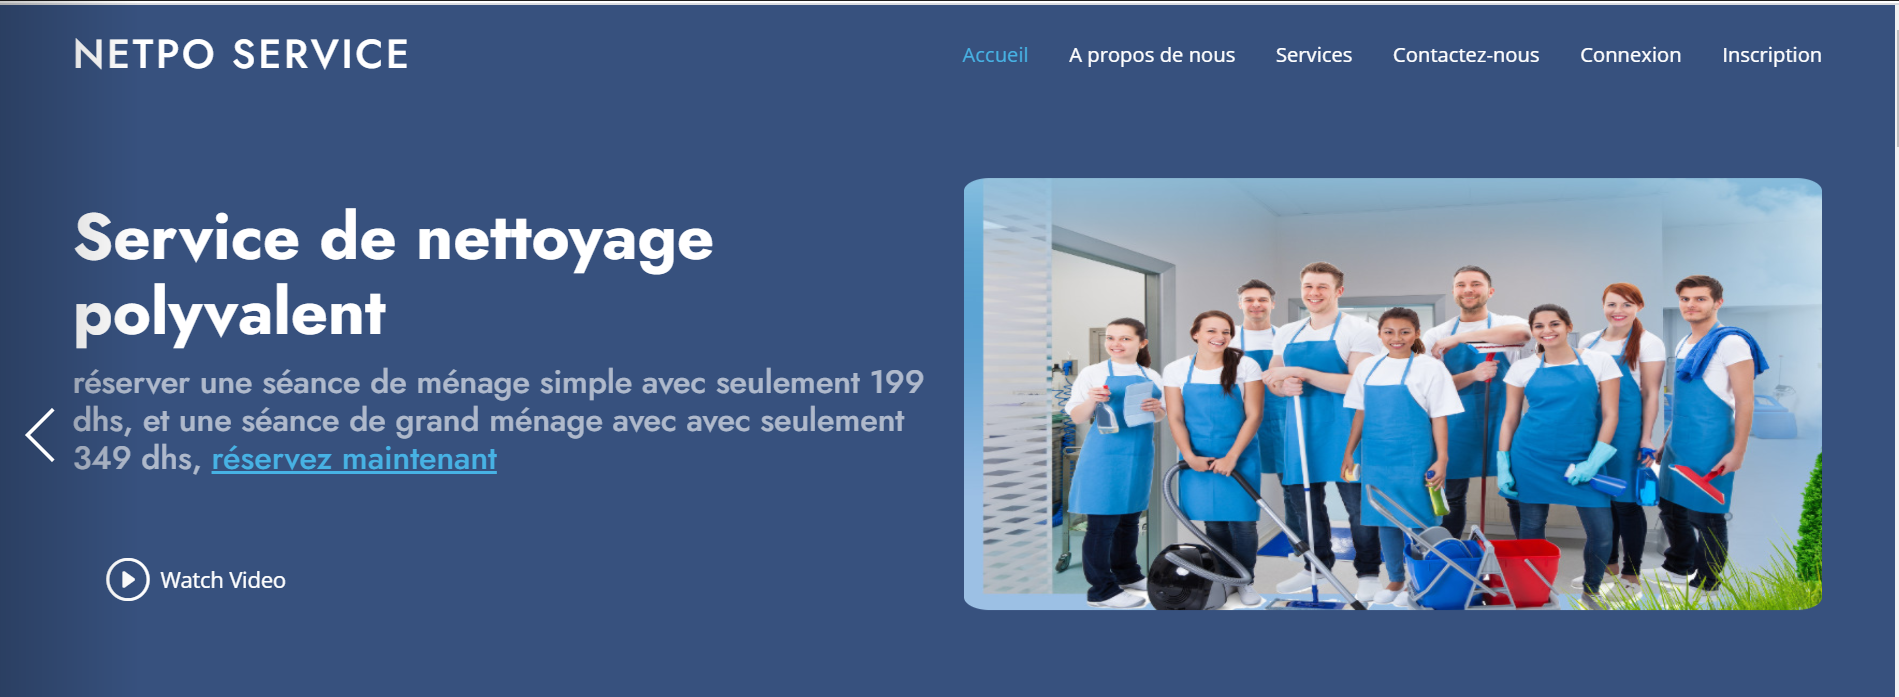 NETPO SERVICE
Accueil A propos de nous Services Contactez-nous Connexion Inscription
Service de nettoyage
polyvalent
réserver une séance de ménage simple avec seulement 199
dhs, et une séance de grand ménage avec avec seulement
349 dhs, réservez maintenant
Watch Video